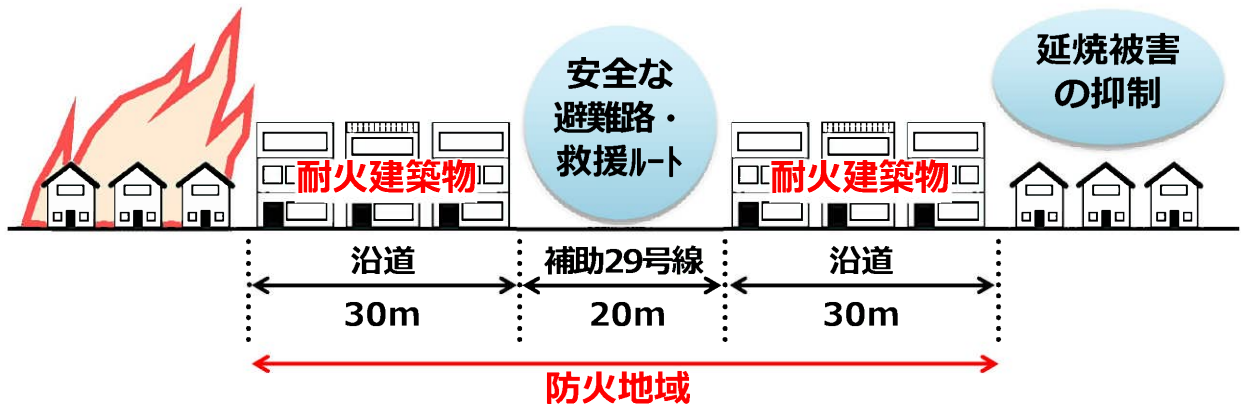 安全な
避難路・
救援ﾙｰﾄ
延焼被害
の抑制
耐火建築物
耐火建築物
沿道
補助29号線
沿道
30m
20m
30m
防火地域